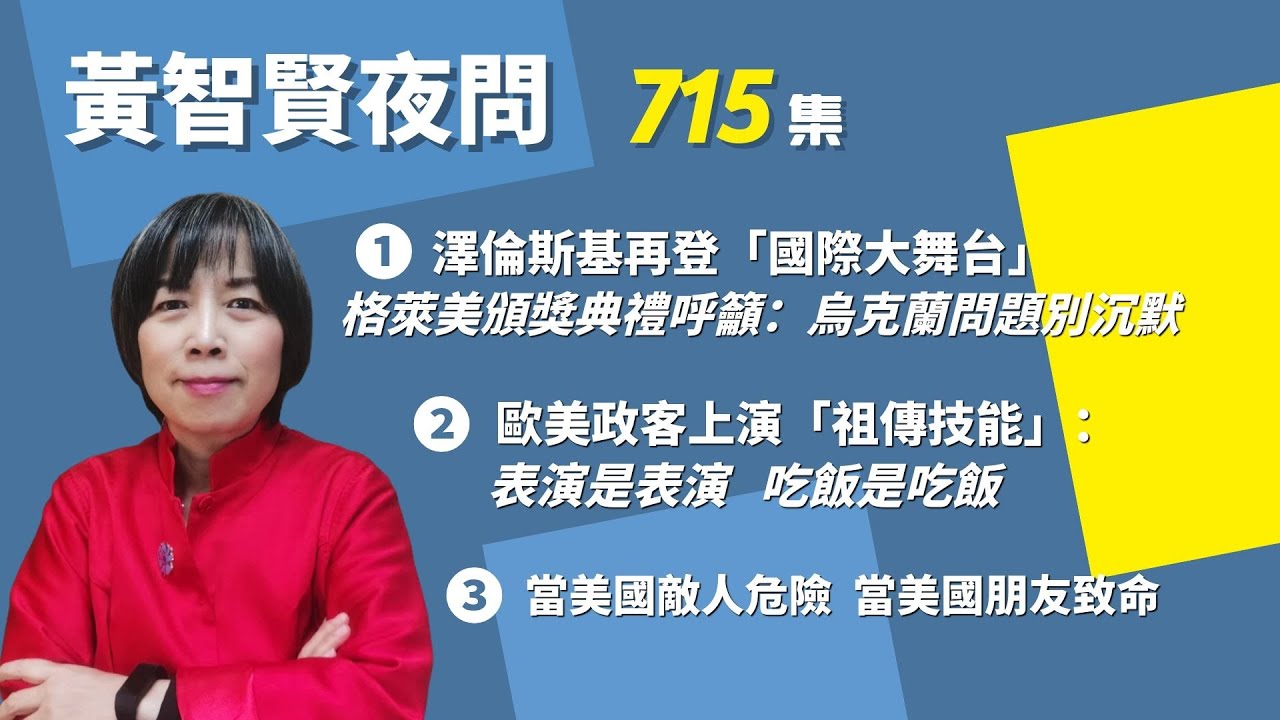 黃智賢夜問 715集
1 澤倫斯基再登「國際大舞台」
格萊美頒獎典禮呼籲：烏克蘭問題別沉默
2 歐美政客上演「祖傳技能」：
表演是表演 吃飯是吃飯
3 當美國敵人危險 當美國朋友致命